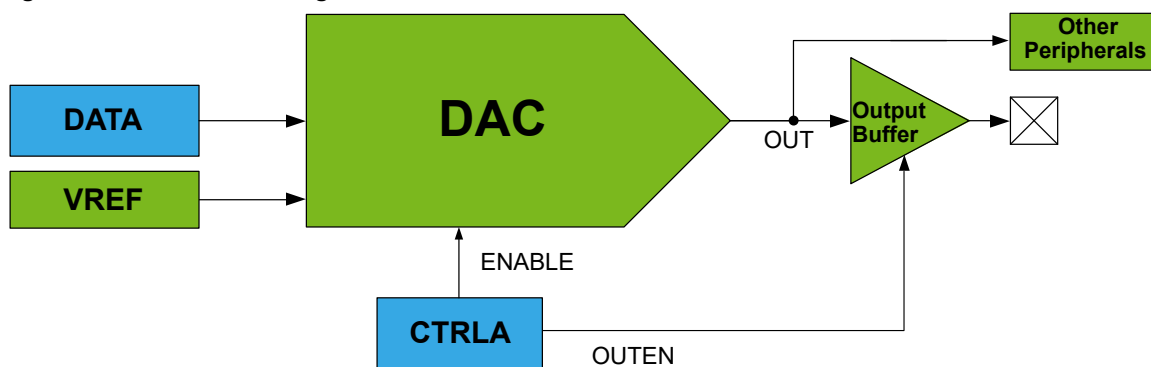 Other
Peripherals
DATA
DAC
Output
Buffer
OUT
VREF
ENABLE
CTRLA
OUTEN